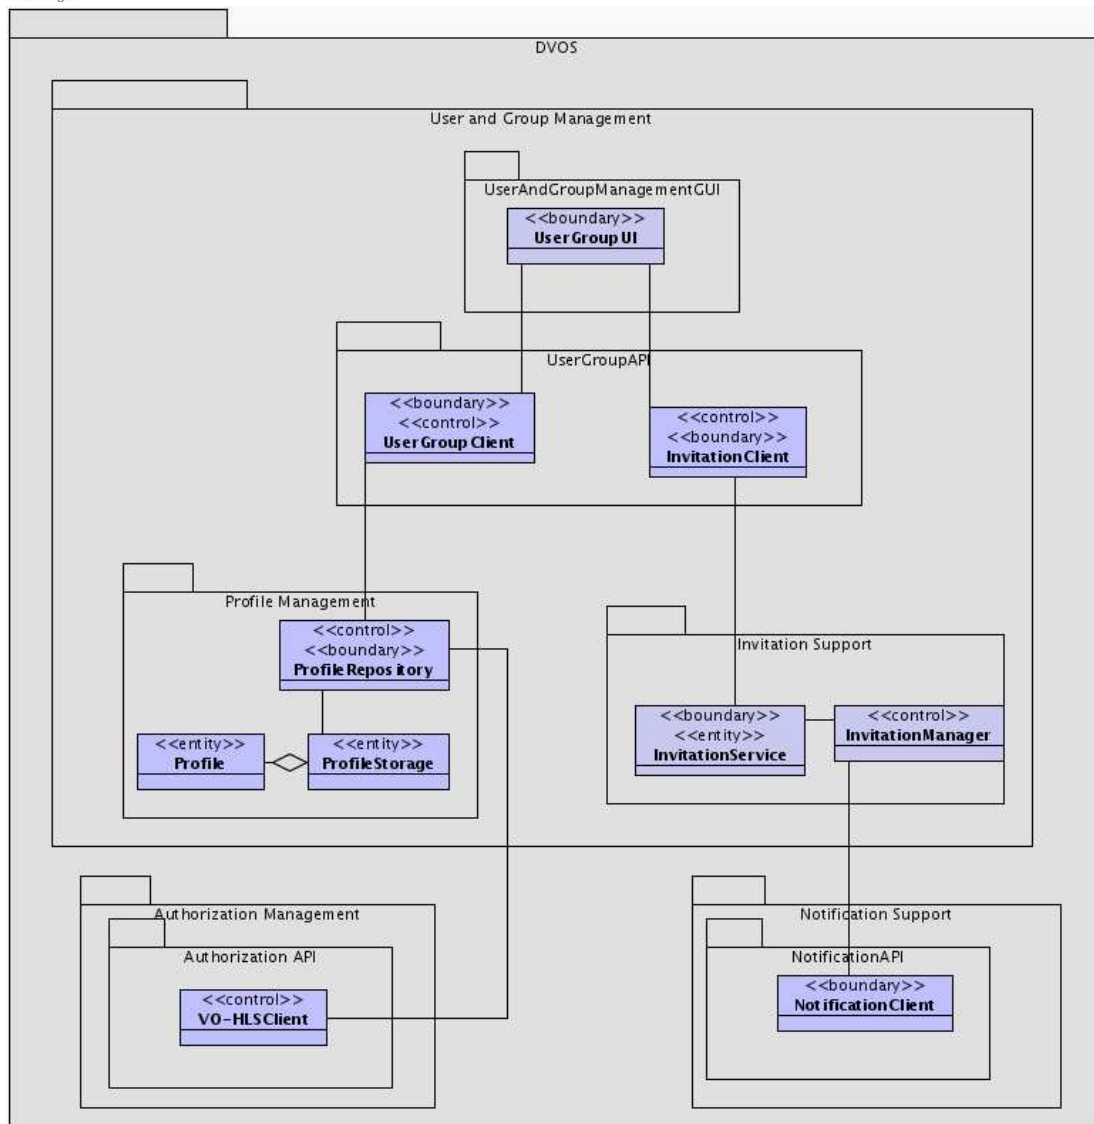 DVOS
User and Group Management
UserAndGroupManagementGUI
<<boundary>>
UserGroupUI
UserGroupAPI
<<boundary>>
<<control>>
UserGroupClient
<<control>>
<<boundary>>
InvitationClient
Profile Management
<<control>>
<<boundary>>
ProfileRepository
<<entity>>
Profile
<<entity>>
ProfileStorage
Invitation Support
<<boundary>>
<<entity>>
InvitationService
<<control>>
InvitationManager
Authorization Management
Authorization API
<<control>>
VO-HLSClient
Notification Support
NotificationAPI
<<boundary>>
NotificationClient